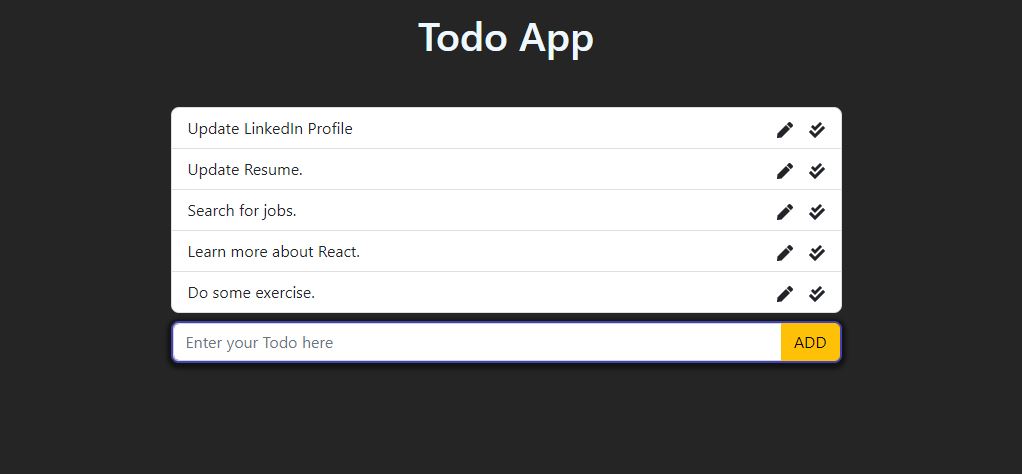 Todo App
Update LinkedIn Profile
Update Resume.
Search for jobs.
Learn more about React.
Do some exercise.
Enter your Todo here
ADD